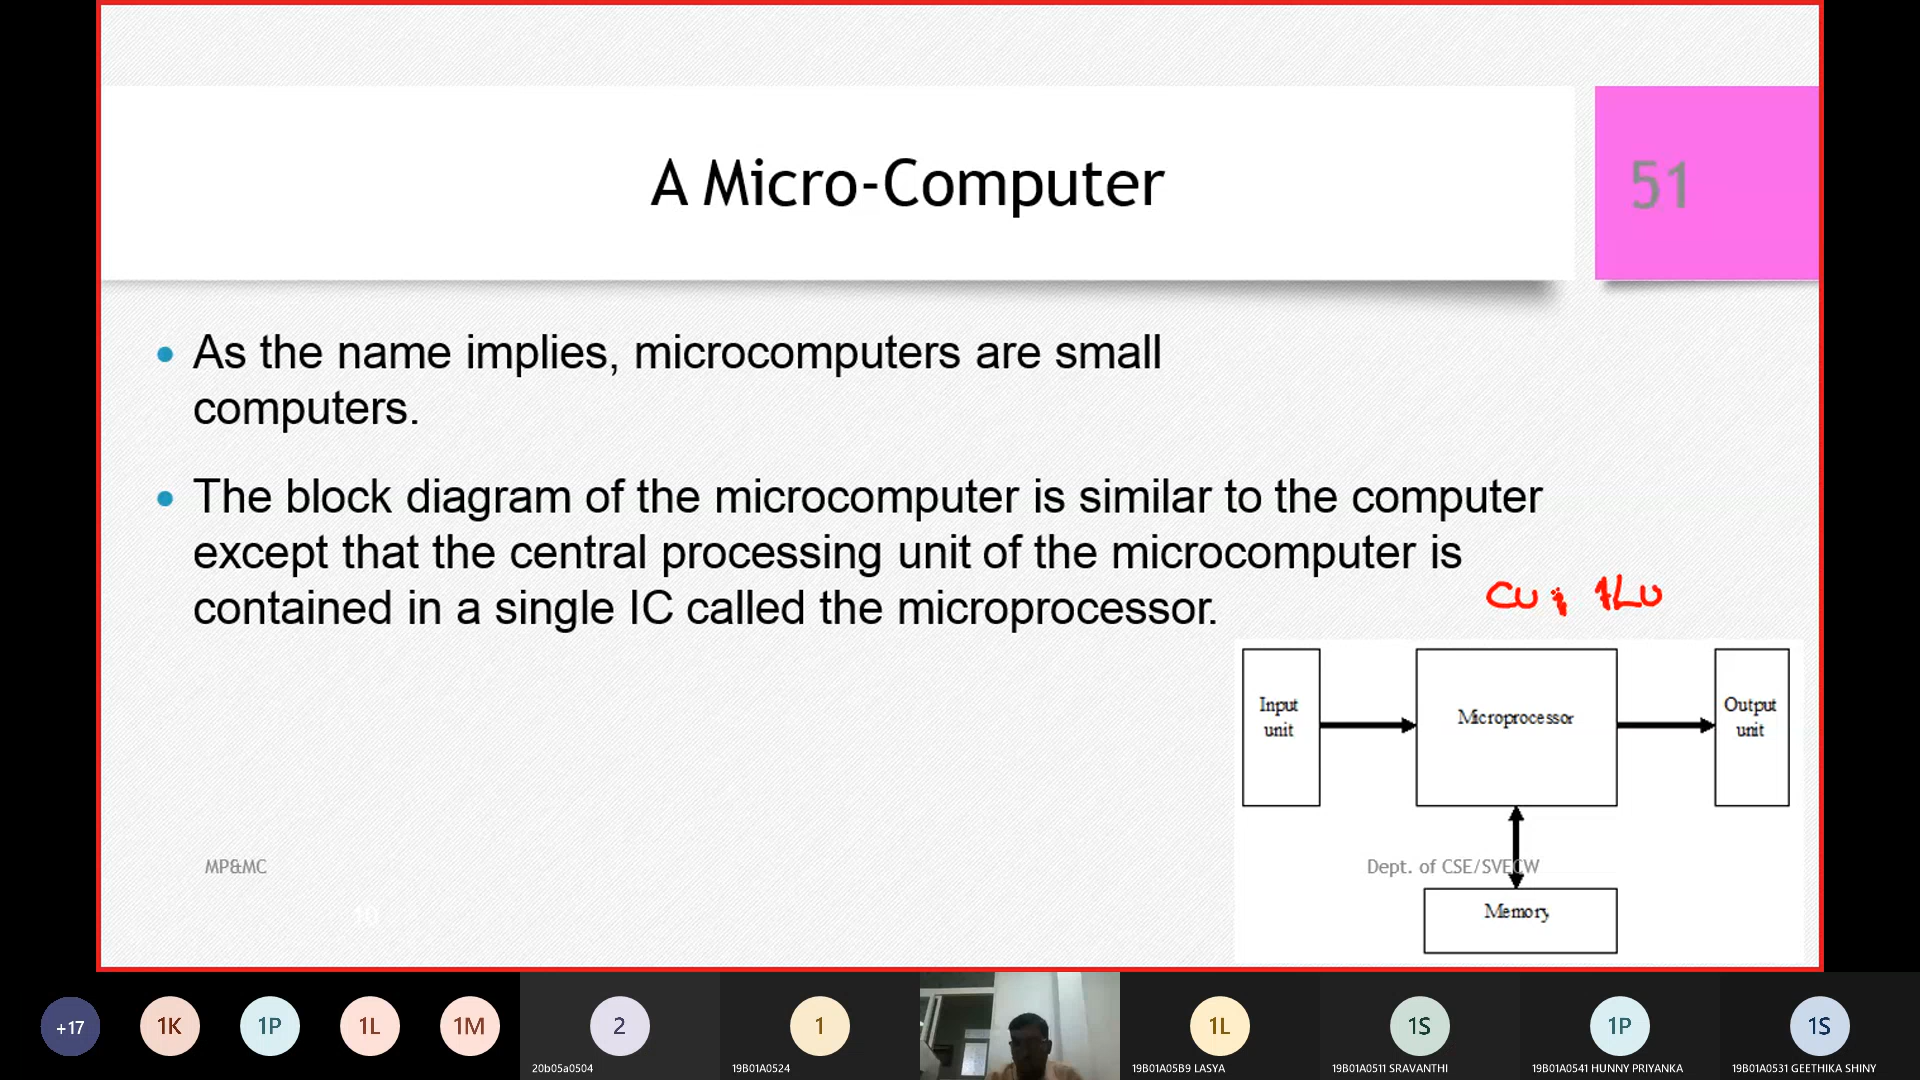 A Micro-Computer
51
As the name implies, microcomputers are small
computers.
The block diagram of the microcomputer is similar to the computer
except that the central processing unit of the microcomputer is
contained in a single IC called the microprocessor.
CU & ALU
Input
unit
Microprocessor
Output
unit
Memory
MP&MC
Dept. of CSE/SVECW
10
+17
1K
1P
1L
1M
2
20b05a0504
1
19B01A0524
1L
19B01A05B9 LASYA
1S
19B01A0511 SRAVANTHI
1P
19B01A0541 HUNNY PRIYANKA
1S
19B01A0531 GEETHIKA SHINY